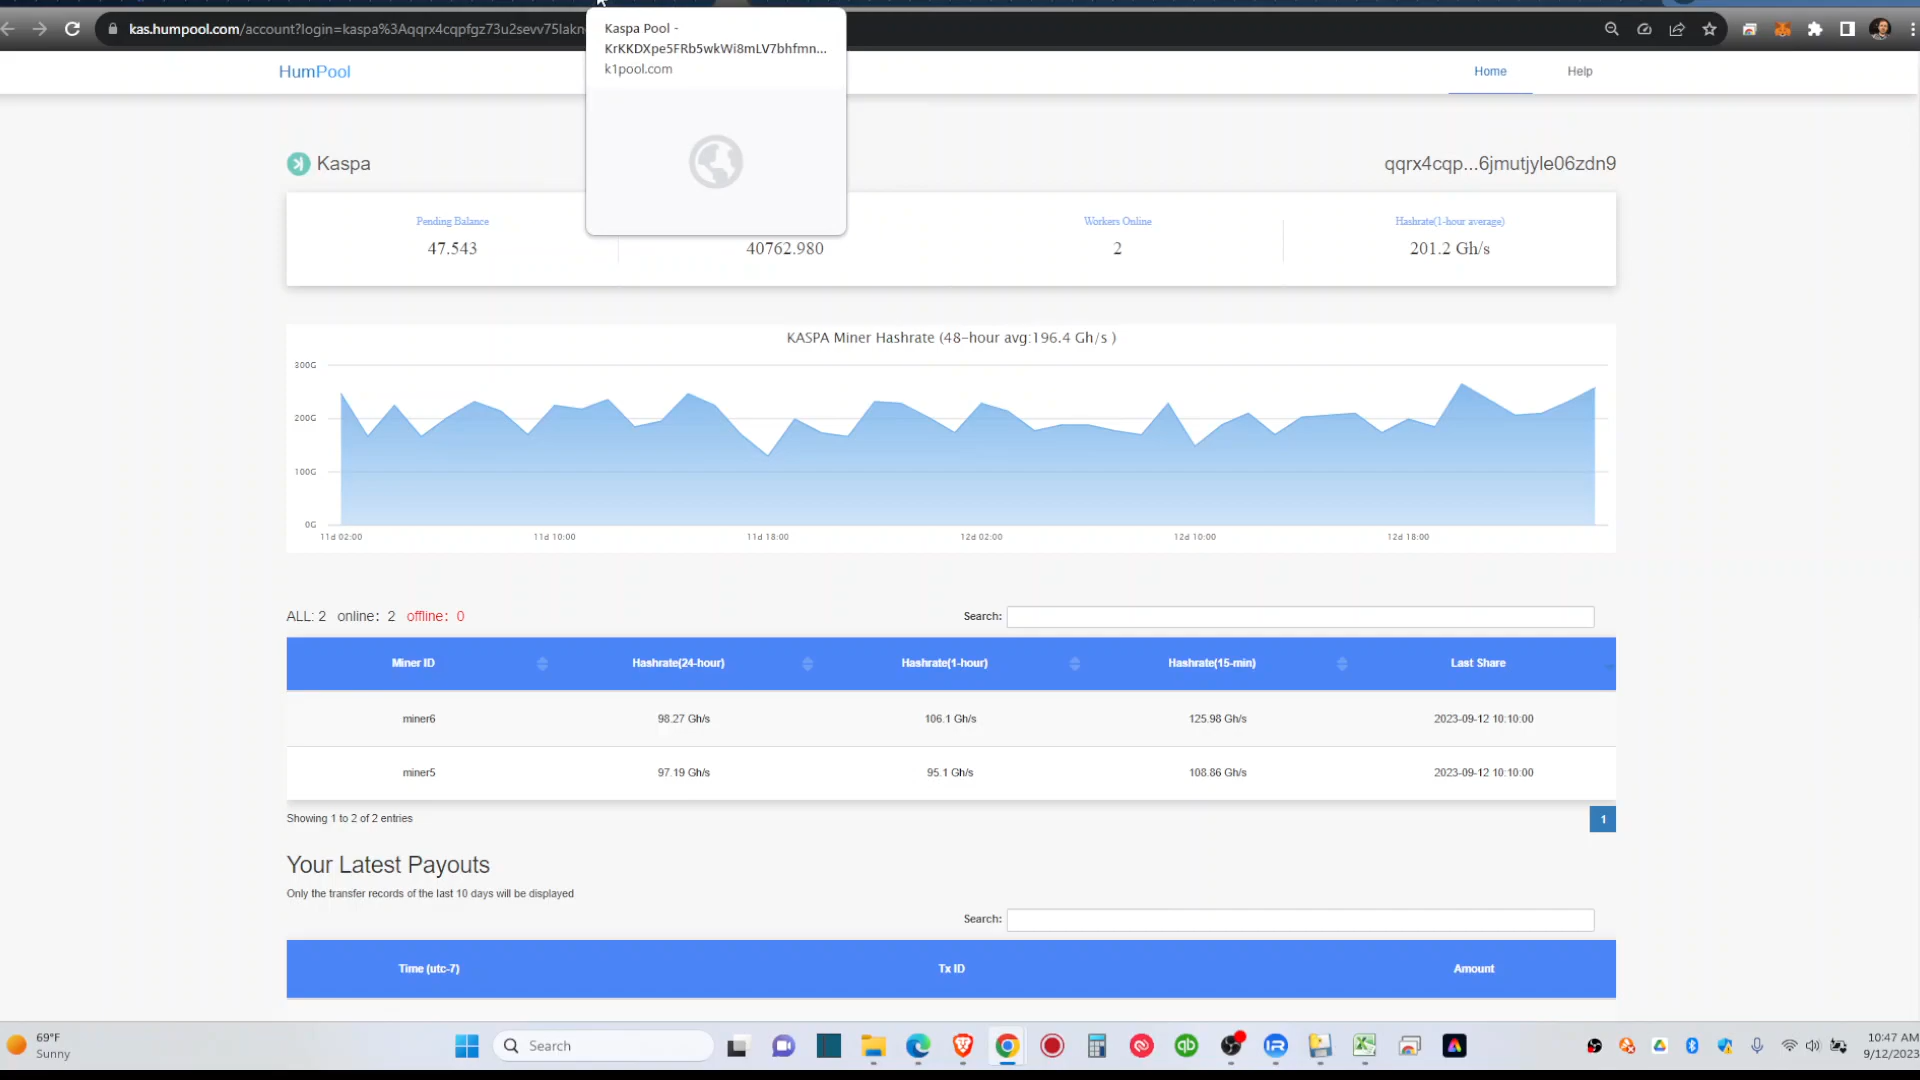 kas.humpool.com/account?login=kaspa%3Aqqrx4cqpfgz73u2sevv75lakn
Kaspa Pool -
KrKKDXpe5FRb5wkWi8mLV7bhfmn...
k1pool.com
HumPool
Home
Help
Kaspa
qqrx4cqp...6jmutjyle06zdn9
Pending Balance
Workers Online
Hashrate(1-hour average)
47.543
40762.980
2
201.2 Gh/s
KASPA Miner Hashrate (48-hour avg:196.4 Gh/s )
300G
200G
100G
0G
11d 02:00
11d 10:00
11d 18:00
12d 02:00
12d 10:00
12d 18:00
ALL: 2 online: 2 offline: 0
Search:
Miner ID Hashrate(24-hour) Hashrate(1-hour) Hashrate(15-min) Last Share
miner6 98.27 Gh/s 106.1 Gh/s 125.98 Gh/s 2023-09-12 10:10:00
miner5 97.19 Gh/s 95.1 Gh/s 108.86 Gh/s 2023-09-12 10:10:00
Showing 1 to 2 of 2 entries
1
Your Latest Payouts
Only the transfer records of the last 10 days will be displayed
Search:
Time (utc-7) Tx ID Amount
69°F
Sunny
Search
10:47 AM
9/12/2023